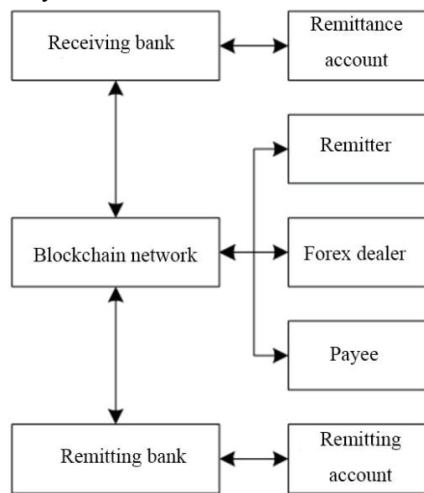 Receiving bank
Remittance
account
Remitter
Blockchain network
Forex dealer
Payee
Remitting bank
Remitting
account